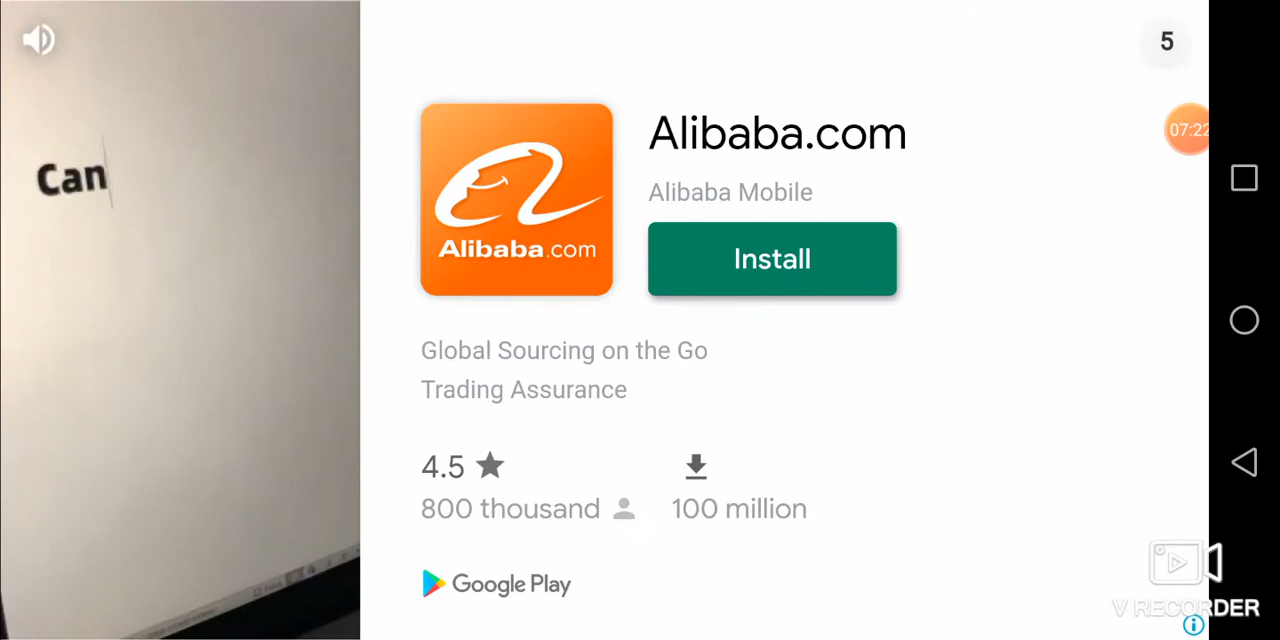 Can
5
07:22
Alibaba.com
Alibaba.com
Alibaba Mobile
Install
Global Sourcing on the Go
Trading Assurance
4.5
800 thousand
100 million
Google Play
V RECORDER